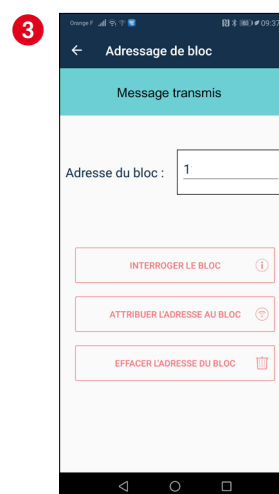 3
Orange F 09:37
Adressage de bloc
Message transmis
Adresse du bloc : 1
INTERROGER LE BLOC
ATTRIBUER L'ADRESSE AU BLOC
EFFACER L'ADRESSE DU BLOC